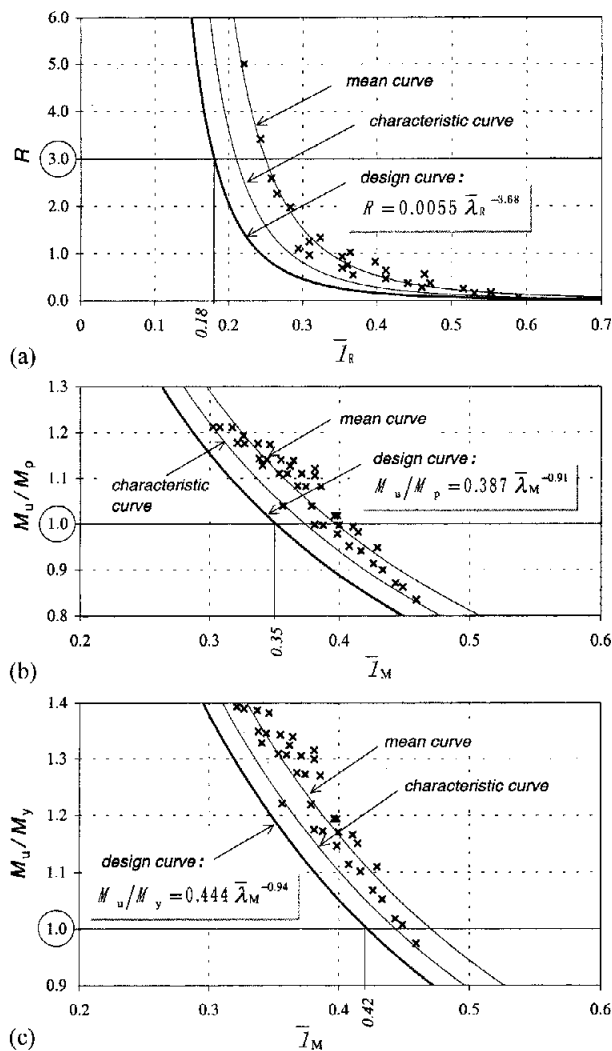 6.0
5.0
4.0
3.0
2.0
1.0
0.0
R
mean curve
characteristic curve
design curve :
R = 0.0055 λ̄R^-3.68
0 0.1 0.2 0.3 0.4 0.5 0.6 0.7
0.18
(a)
l̄R
1.3
1.2
1.1
1.0
0.9
0.8
Mu/Mp
mean curve
characteristic
curve
design curve :
Mu/Mp = 0.387 λ̄M^-0.91
0.2 0.3 0.4 0.5 0.6
0.35
(b)
l̄M
1.4
1.3
1.2
1.1
1.0
0.9
Mu/My
mean curve
characteristic curve
design curve :
Mu/My = 0.444 λ̄M^-0.94
0.2 0.3 0.4 0.5 0.6
0.42
(c)
l̄M